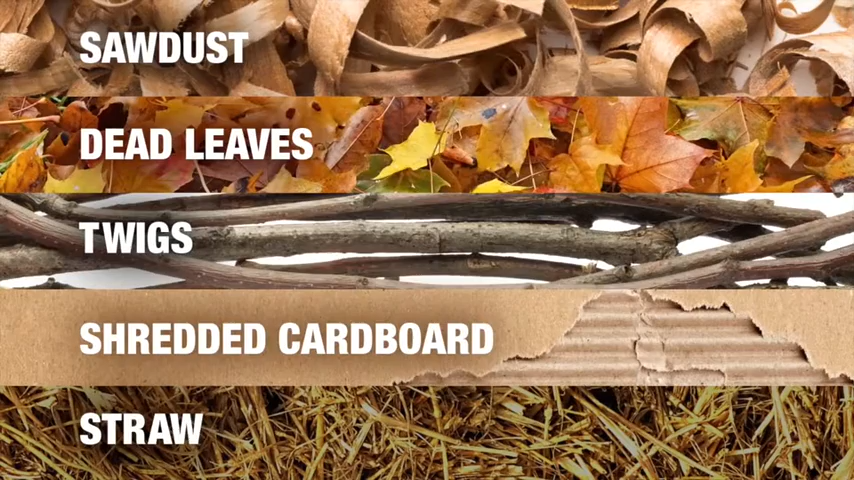 SAWDUST
DEAD LEAVES
TWIGS
SHREDDED CARDBOARD
STRAW